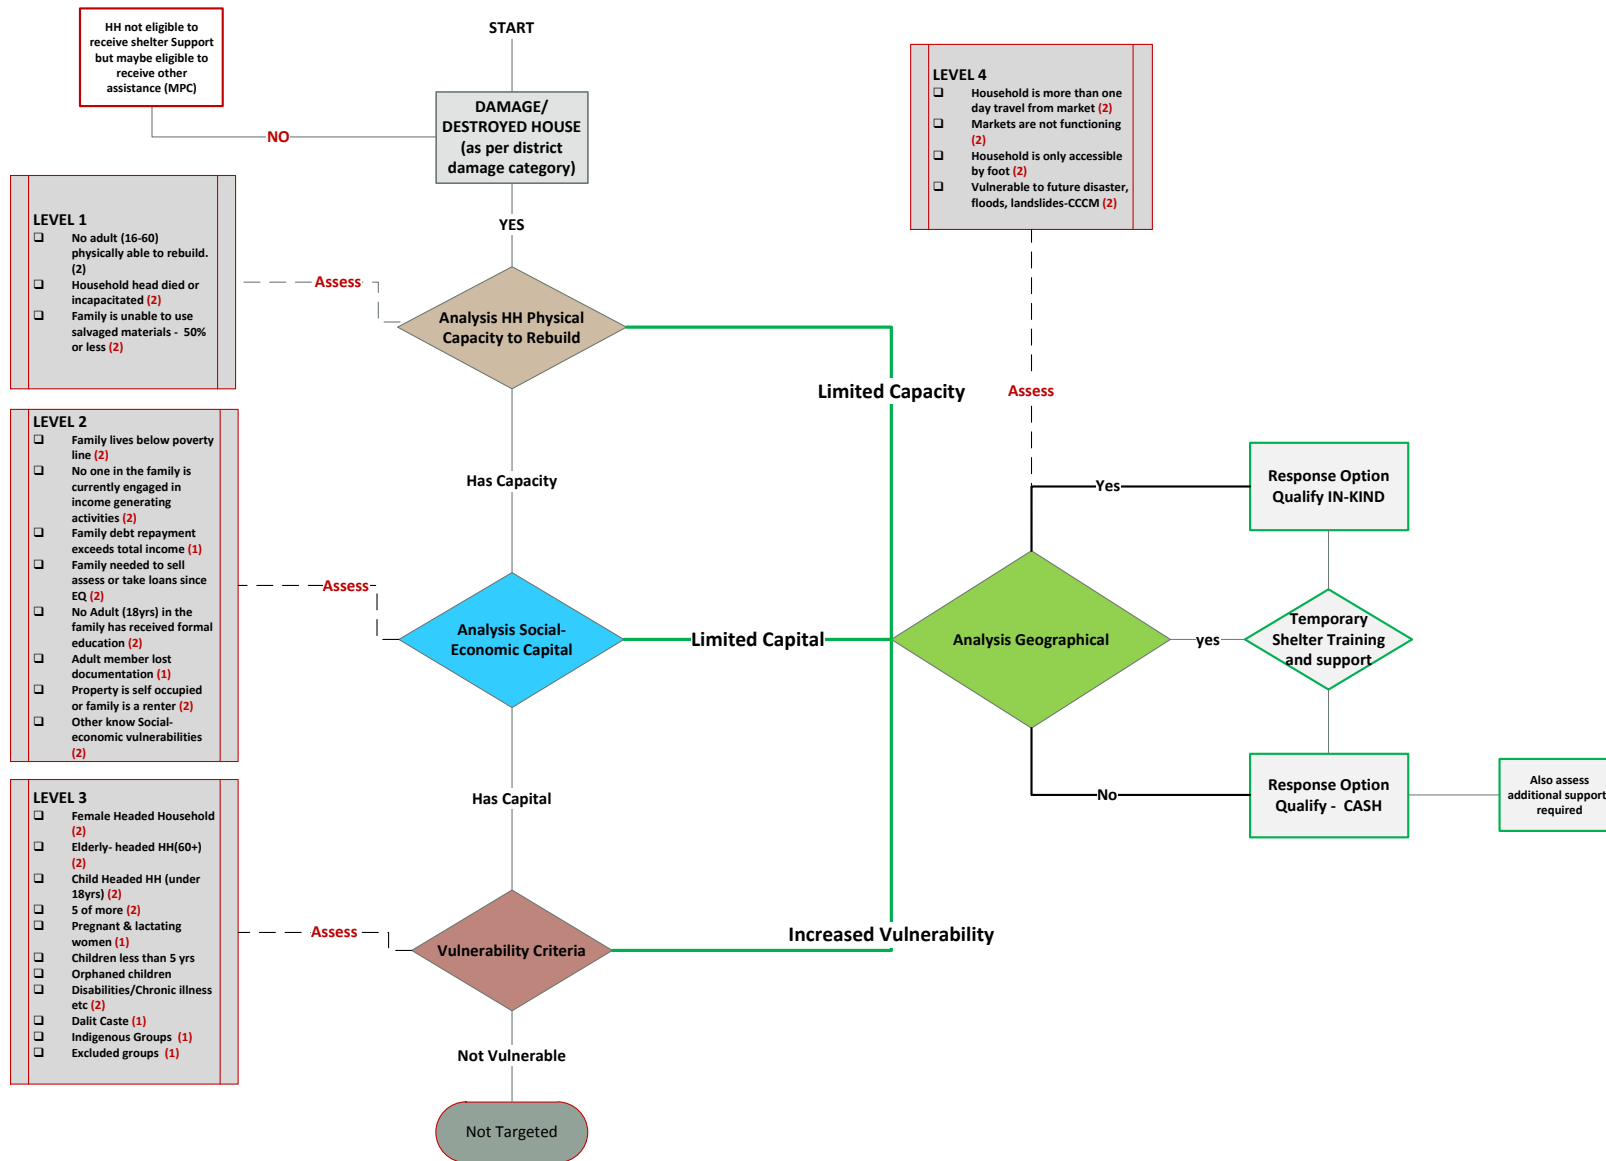 HH not eligible to
receive shelter Support
but maybe eligible to
receive other
assistance (MPC)
START
DAMAGE/
DESTROYED HOUSE
(as per district
damage category)
NO
YES
LEVEL 1
❑ No adult (16-60)
physically able to rebuild.
(2)
❑ Household head died or
incapacitated (2)
❑ Family is unable to use
salvaged materials - 50%
or less (2)
Assess
Analysis HH Physical
Capacity to Rebuild
Limited Capacity
Has Capacity
LEVEL 2
❑ Family lives below poverty
line (2)
❑ No one in the family is
currently engaged in
income generating
activities (2)
❑ Family debt repayment
exceeds total income (1)
❑ Family needed to sell
assess or take loans since
EQ (2)
❑ No Adult (18yrs) in the
family has received formal
education (2)
❑ Adult member lost
documentation (1)
❑ Property is self occupied
or family is a renter (2)
❑ Other know Social-
economic vulnerabilities
(2)
Assess
Analysis Social-
Economic Capital
Limited Capital
Has Capital
LEVEL 3
❑ Female Headed Household
(2)
❑ Elderly- headed HH(60+)
(2)
❑ Child Headed HH (under
18yrs) (2)
❑ 5 of more (2)
❑ Pregnant & lactating
women (1)
❑ Children less than 5 yrs
❑ Orphaned children
❑ Disabilities/Chronic illness
etc (2)
❑ Dalit Caste (1)
❑ Indigenous Groups (1)
❑ Excluded groups (1)
Assess
Vulnerability Criteria
Increased Vulnerability
Not Vulnerable
Not Targeted
LEVEL 4
❑ Household is more than one
day travel from market (2)
❑ Markets are not functioning
(2)
❑ Household is only accessible
by foot (2)
❑ Vulnerable to future disaster,
floods, landslides-CCCM (2)
Assess
Analysis Geographical
Yes
Response Option
Qualify IN-KIND
yes
Temporary
Shelter Training
and support
No
Response Option
Qualify - CASH
Also assess
additional support
required